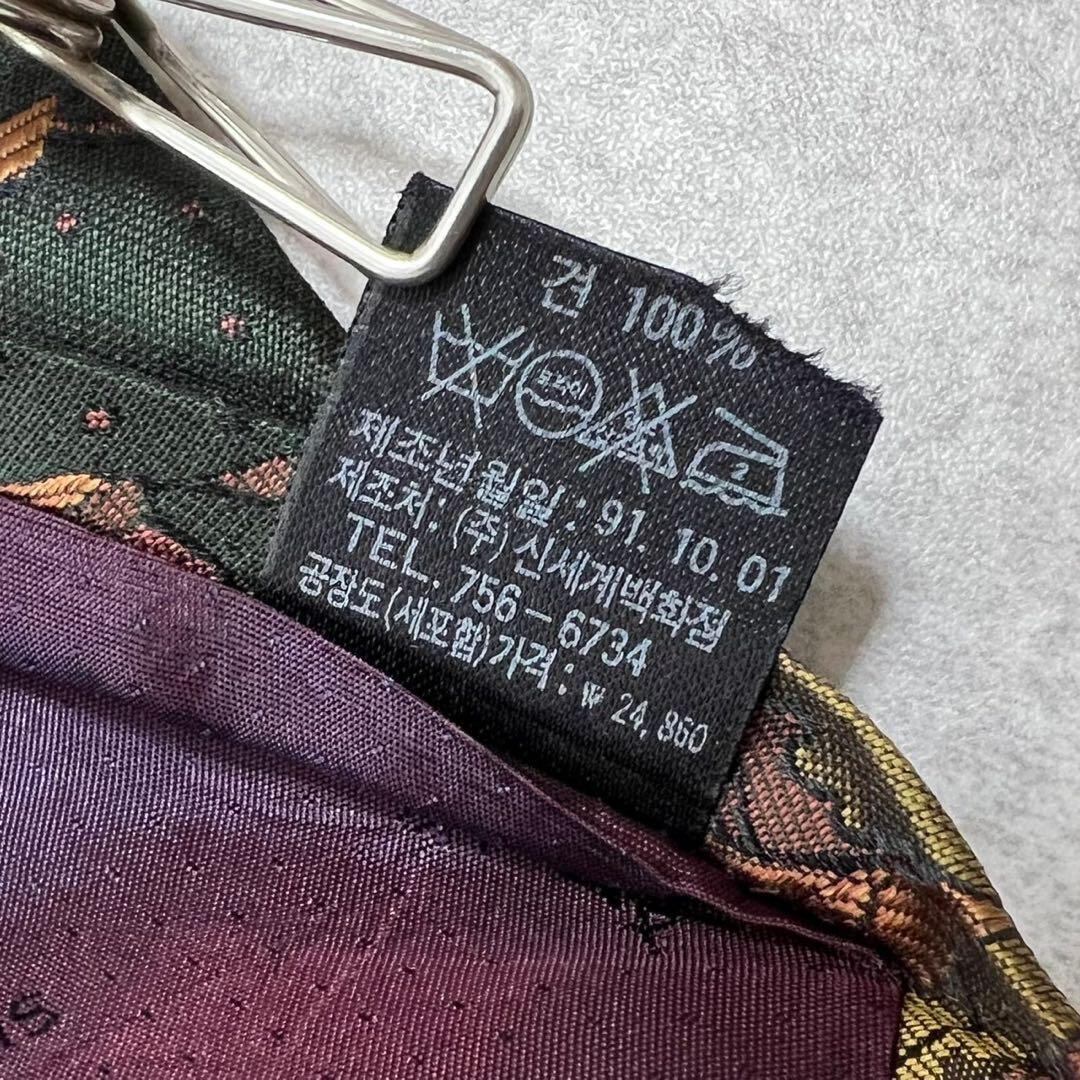 견 100%
드라이
2
제조년월일 : 91. 10. 01
제조처: (주) 신세계백화점
TEL. 756-6734
공장도(세포함)가격 : ₩ 24,860